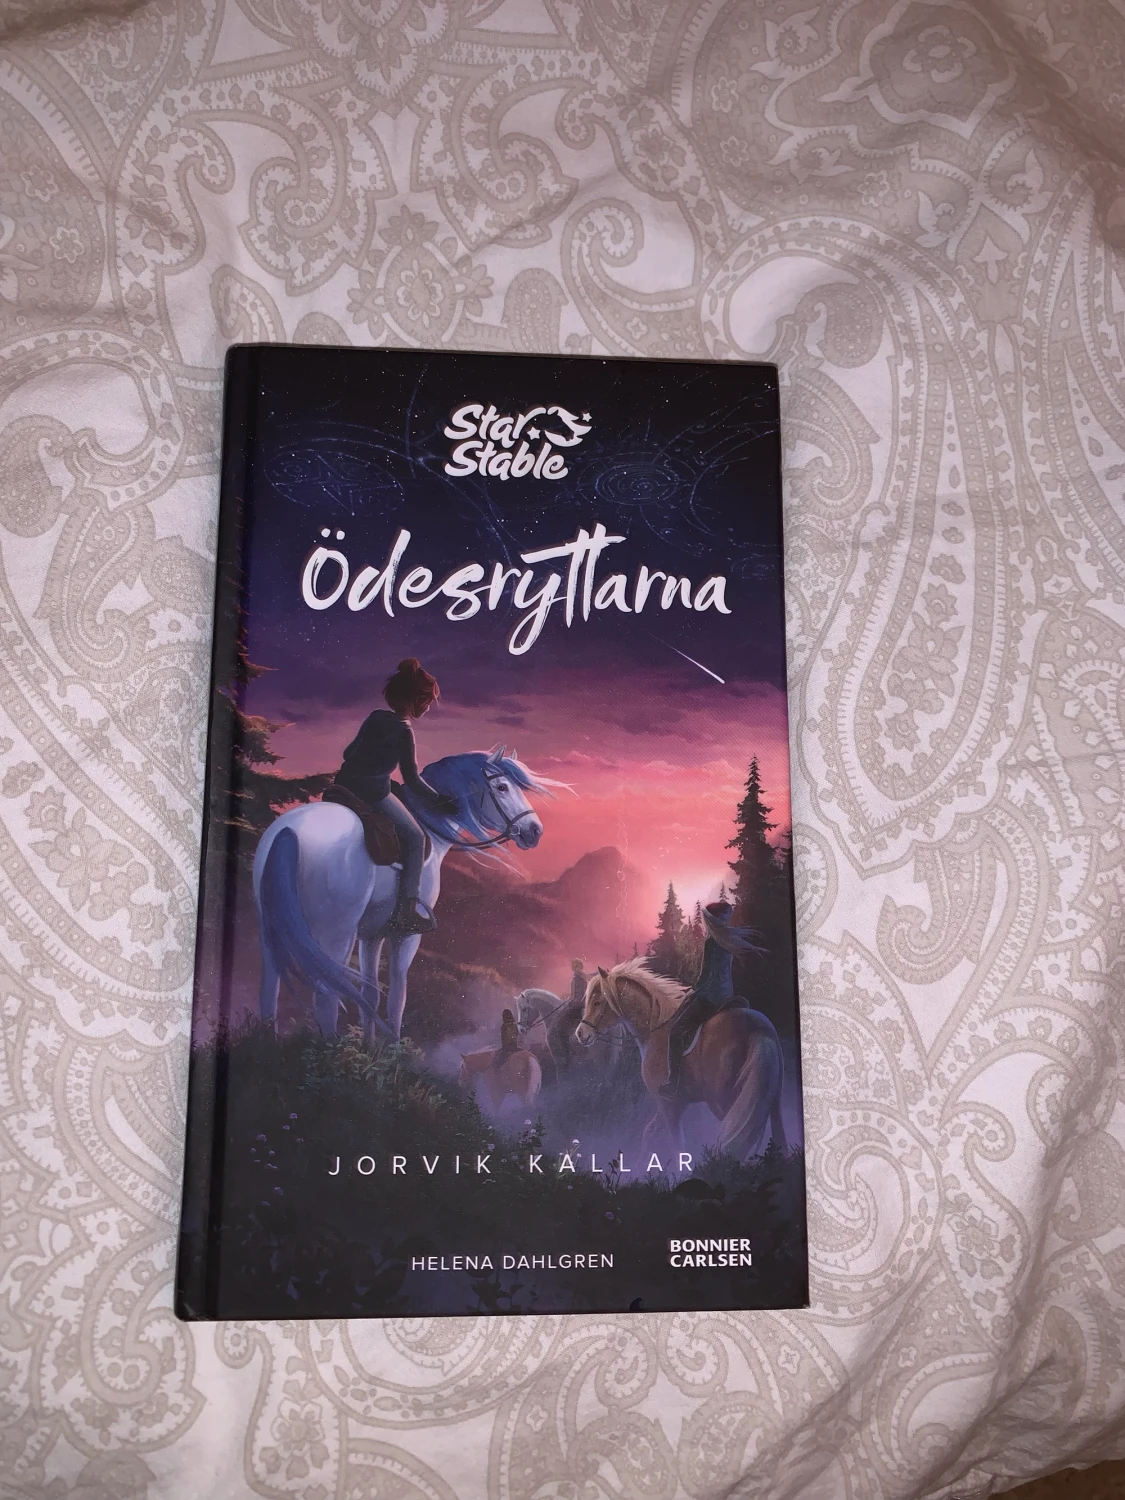 Star
Stable
Ödesryttarna
JORVIK KALLAR
HELENA DAHLGREN
BONNIER
CARLSEN